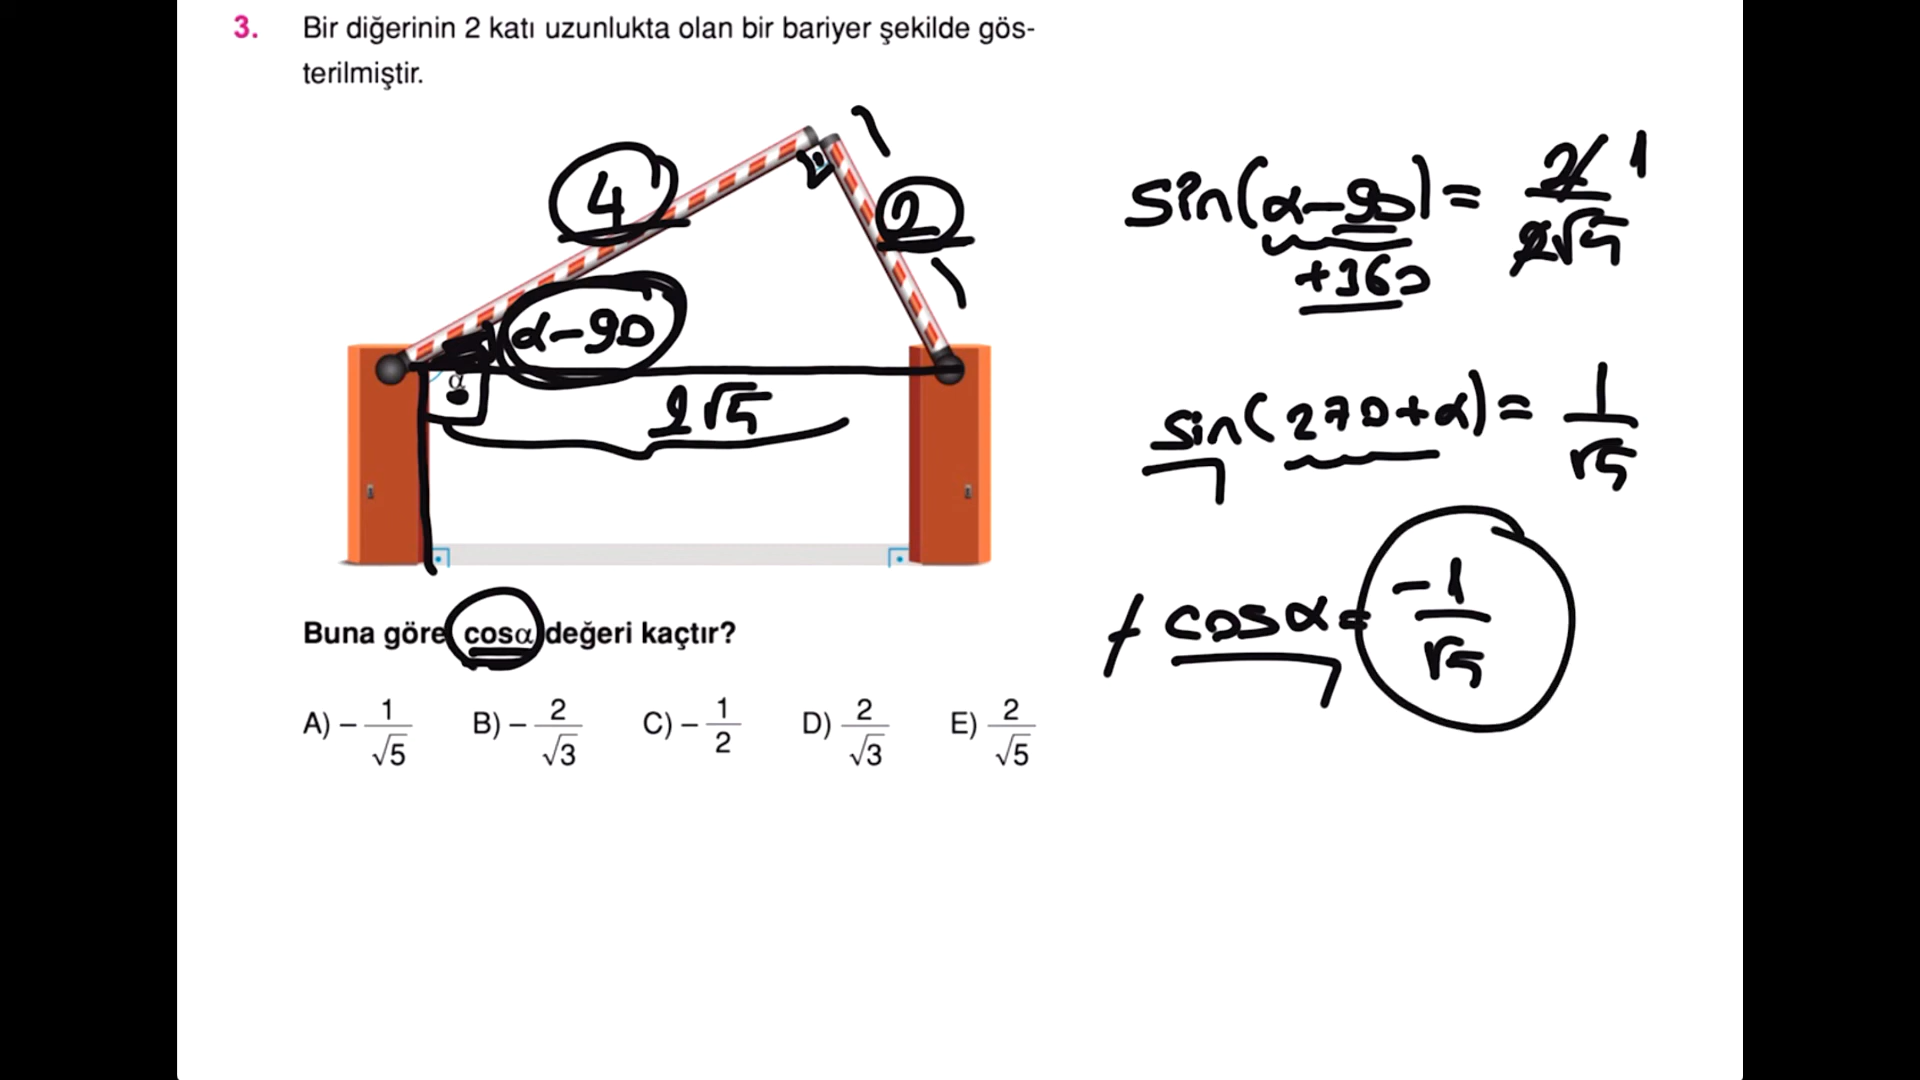 3. Bir diğerinin 2 katı uzunlukta olan bir bariyer şekilde gös-
terilmiştir.
4
2
α-90
α
2√5
sin(α-90)= 2/2√5 1
+360
sin(270+α)= 1/√5
+cosα= -1/√5
Buna göre cosα değeri kaçtır?
A) – 1/√5 B) – 2/√3 C) – 1/2 D) 2/√3 E) 2/√5